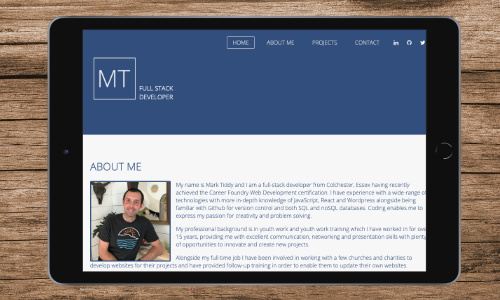 HOME ABOUT ME PROJECTS CONTACT
MT FULL STACK
DEVELOPER
ABOUT ME
My name is Mark Tiddy and I am a full-stack developer from Colchester, Essex having recently
achieved the Career Foundry Web Development certification. I have experience with a wide range of
technologies with more in-depth knowledge of JavaScript, React and Wordpress alongside being
familiar with Github for version control and both SQL and noSQL databases. Coding enables me to
express my passion for creativity and problem solving.
My professional background is in youth work and youth work training which I have worked in for over
15 years, providing me with excellent communication, networking and presentation skills with plenty
of opportunities to innovate and create new projects.
Alongside my full-time job I have been involved in working with a few churches and charities to
develop websites for their projects and have provided follow-up training in order to enable them to update their own websites.